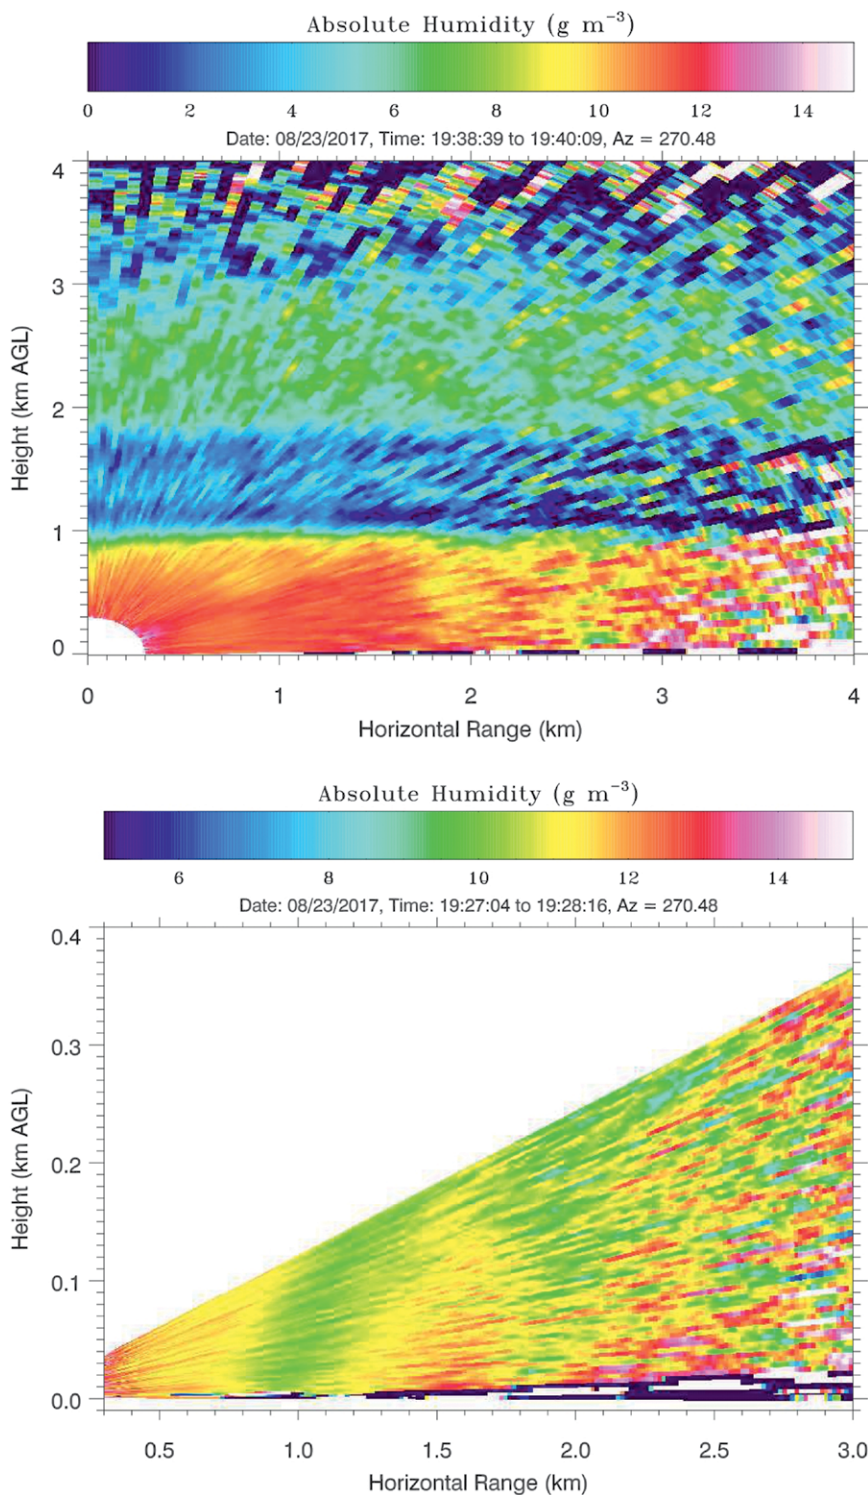 Absolute Humidity (g m⁻³)
0 2 4 6 8 10 12 14
Date: 08/23/2017, Time: 19:38:39 to 19:40:09, Az = 270.48
4
3
2
1
0
Height (km AGL)
0 1 2 3 4
Horizontal Range (km)
Absolute Humidity (g m⁻³)
6 8 10 12 14
Date: 08/23/2017, Time: 19:27:04 to 19:28:16, Az = 270.48
0.4
0.3
0.2
0.1
0.0
Height (km AGL)
0.5 1.0 1.5 2.0 2.5 3.0
Horizontal Range (km)